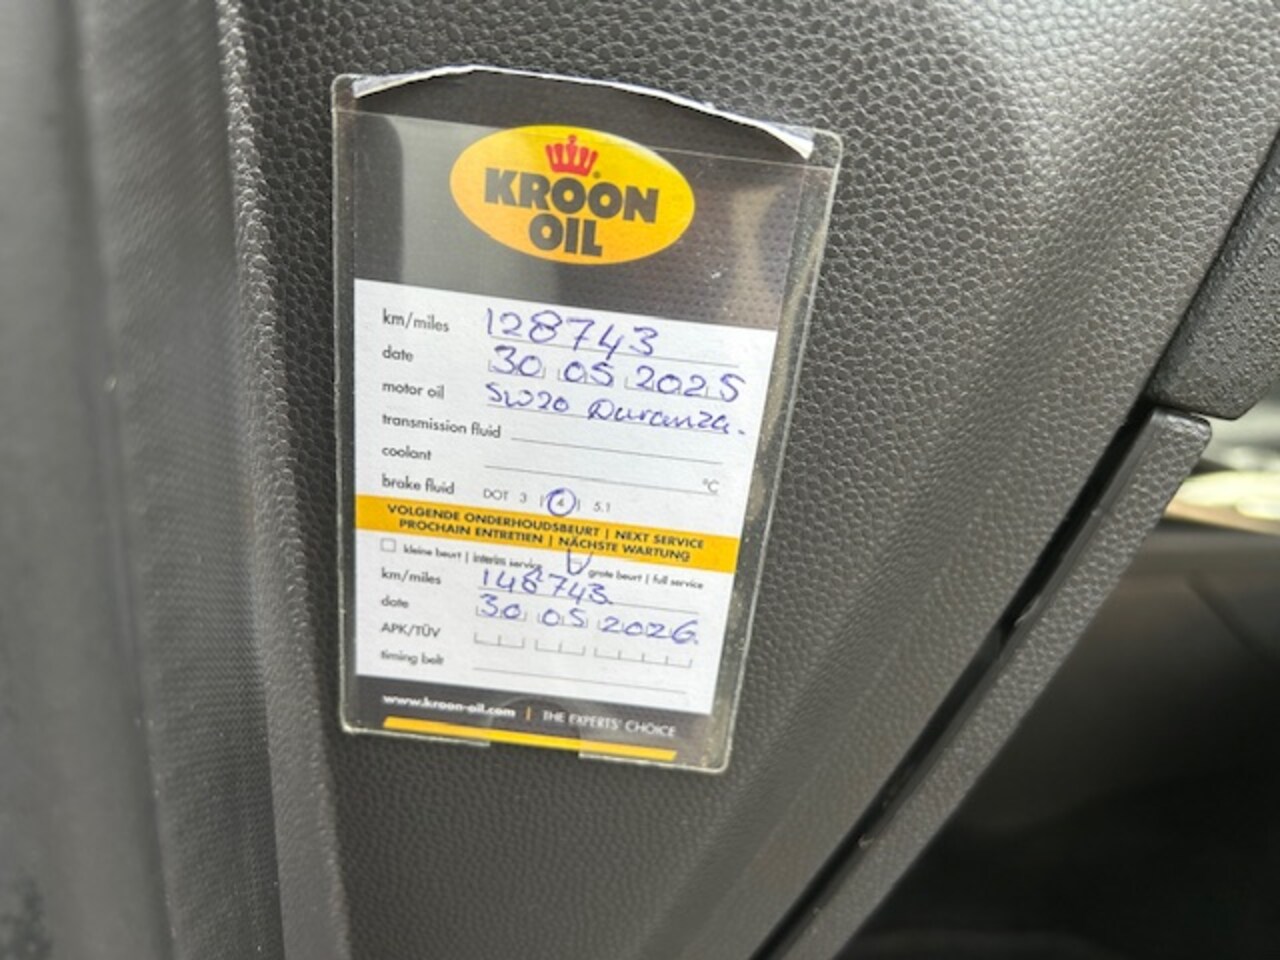 KROON
OIL
km/miles 128743
date 30 05 2025
motor oil 5W20 Duranza.
transmission fluid
coolant °C
brake fluid DOT 3 | 4 | 5.1
VOLGENDE ONDERHOUDSBEURT | NEXT SERVICE
PROCHAIN ENTRETIEN | NÄCHSTE WARTUNG
kleine beurt | interim service grote beurt | full service
km/miles 148743
date 30 05 2026
APK/TÜV
timing belt
www.kroon-oil.com | THE EXPERTS' CHOICE